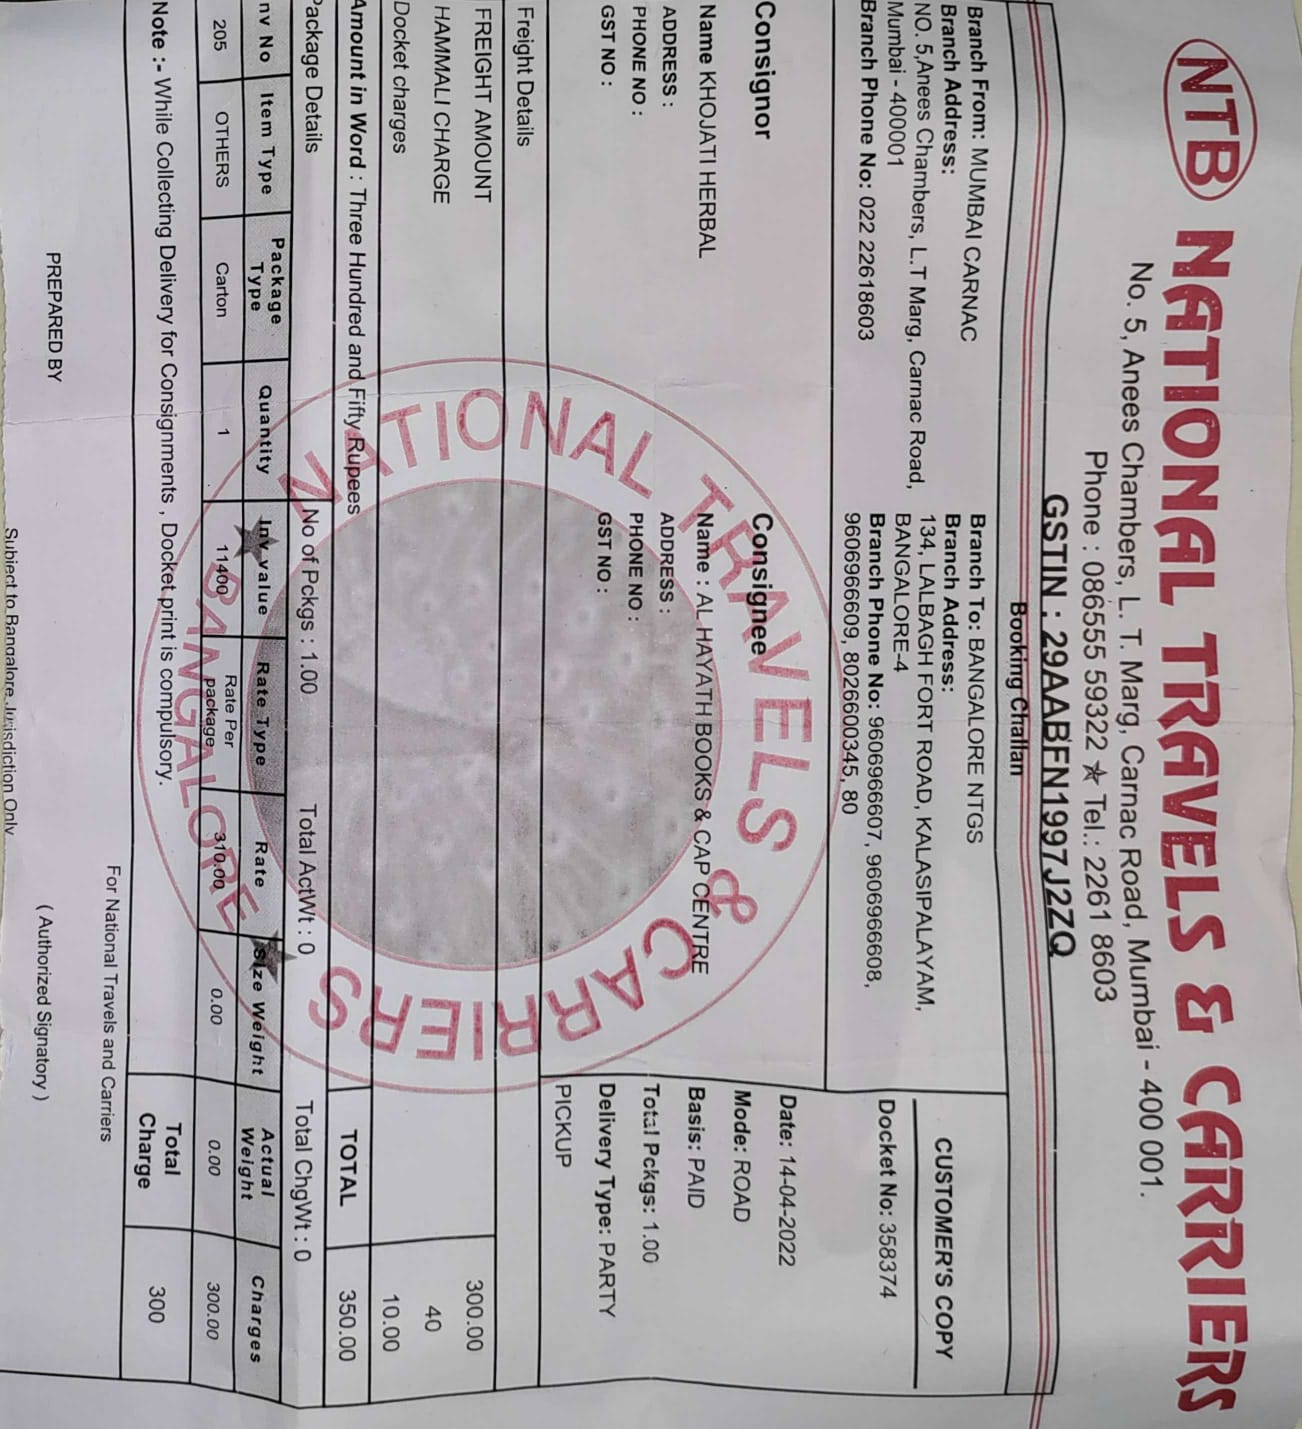 NTB NATIONAL TRAVELS & CARRIERS
No. 5, Anees Chambers, L. T. Marg, Carnac Road, Mumbai - 400 001.
Phone : 086555 59322 ★ Tel.: 2261 8603
GSTIN : 29AABFN1997J2ZQ
Booking Challan
Branch From: MUMBAI CARNAC
Branch Address:
NO. 5,Anees Chambers, L.T Marg, Carnac Road,
Mumbai - 400001
Branch Phone No: 022 22618603
Branch To: BANGALORE NTGS
Branch Address:
134, LALBAGH FORT ROAD, KALASIPALAYAM,
BANGALORE-4
Branch Phone No: 9606966607, 9606966608,
9606966609, 8026600345, 80
CUSTOMER'S COPY
Docket No: 358374
Consignor
Name KHOJATI HERBAL
ADDRESS :
PHONE NO :
GST NO :
Consignee
Name : AL HAYATH BOOKS & CAP CENTRE
ADDRESS :
PHONE NO :
GST NO :
Date: 14-04-2022
Mode: ROAD
Basis: PAID
Total Pckgs: 1.00
Delivery Type: PARTY
PICKUP
Freight Details
FREIGHT AMOUNT 300.00
HAMMALI CHARGE 40
Docket charges 10.00
Amount in Word : Three Hundred and Fifty Rupees TOTAL 350.00
Package Details No of Pckgs : 1.00 Total ActWt : 0 Total ChgWt : 0
nv No Item Type Package Type Quantity Inv value Rate Type Rate Size Weight Actual Weight Charges
205 OTHERS Carton 1 11400 Rate Per package 310.00 0.00 0.00 300.00
Note :- While Collecting Delivery for Consignments , Docket print is compulsory. Total Charge 300
For National Travels and Carriers
PREPARED BY ( Authorized Signatory )
Subject to Bangalore Jurisdiction Only
NATIONAL TRAVELS & CARRIERS
BANGALORE